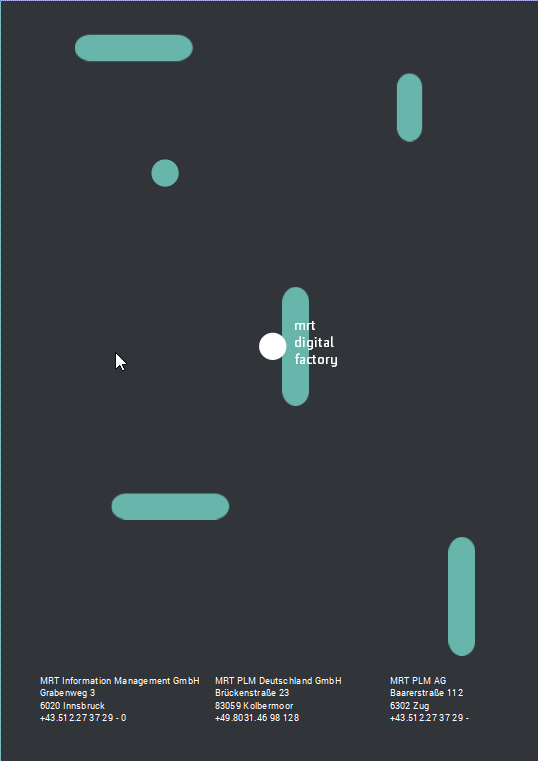 mrt
digital
factory
MRT Information Management GmbH
Grabenweg 3
6020 Innsbruck
+43.512.27 37 29 - 0
MRT PLM Deutschland GmbH
Brückenstraße 23
83059 Kolbermoor
+49.8031.46 98 128
MRT PLM AG
Baarerstraße 112
6302 Zug
+43.512.27 37 29 -